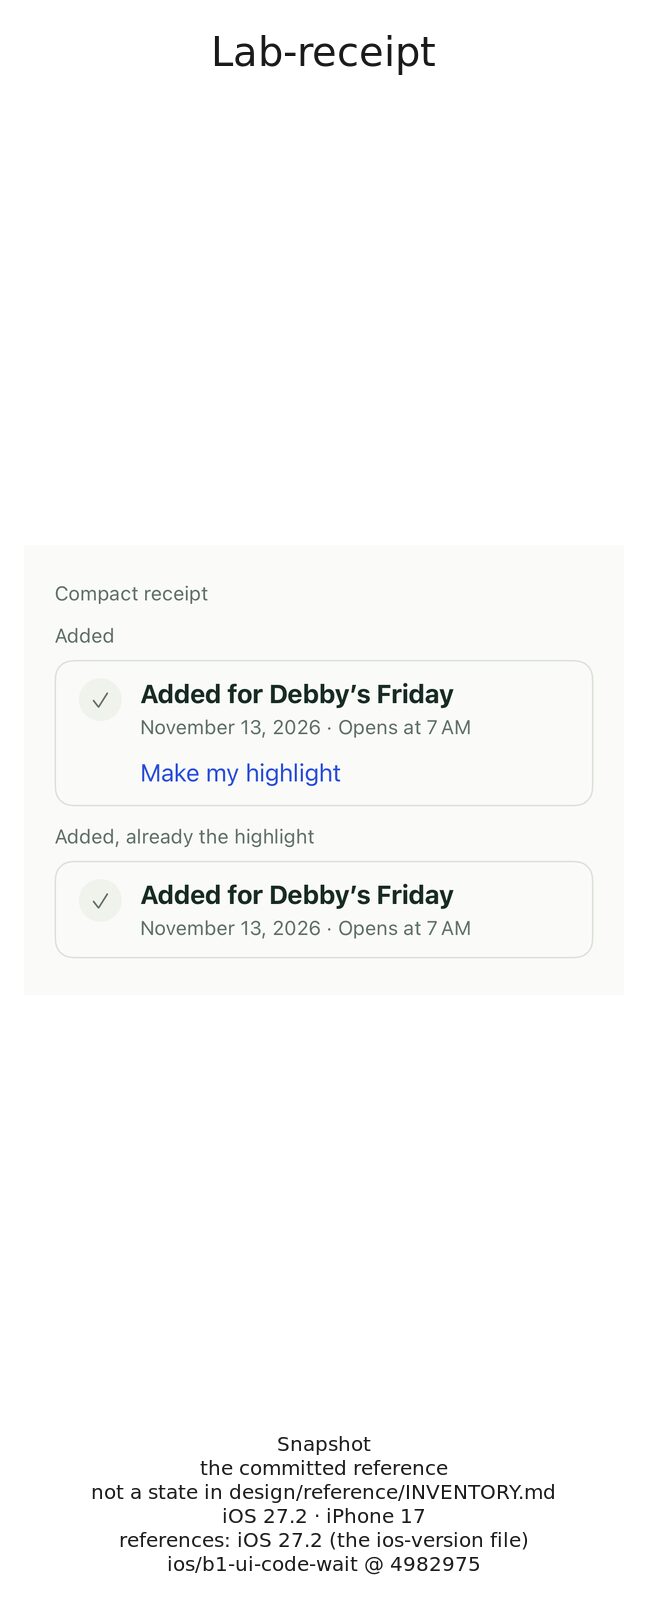 Lab-receipt
Compact receipt
Added
Added for Debby’s Friday
November 13, 2026 · Opens at 7 AM
Make my highlight
Added, already the highlight
Added for Debby’s Friday
November 13, 2026 · Opens at 7 AM
Snapshot
the committed reference
not a state in design/reference/INVENTORY.md
iOS 27.2 · iPhone 17
references: iOS 27.2 (the ios-version file)
ios/b1-ui-code-wait @ 4982975